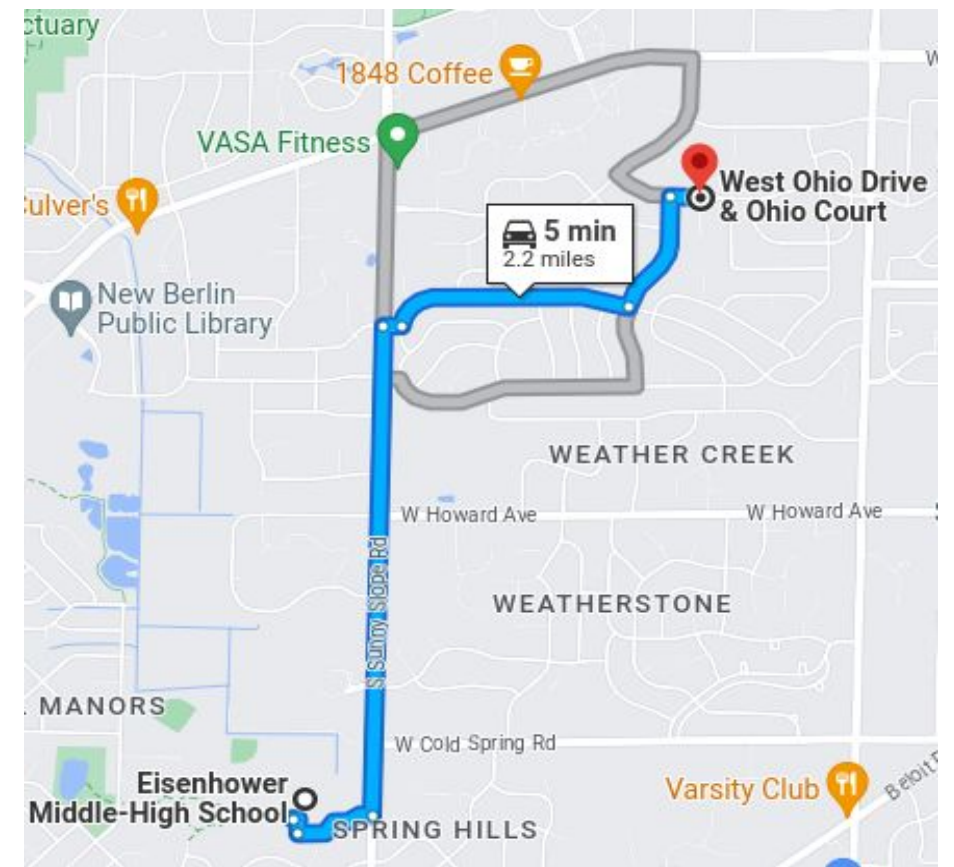 ctuary
W
1848 Coffee
VASA Fitness
ulver's
West Ohio Drive
& Ohio Court
5 min
2.2 miles
New Berlin
Public Library
WEATHER CREEK
W Howard Ave
W Howard Ave
S Sunny Slope Rd
WEATHERSTONE
MANORS
W Cold Spring Rd
Eisenhower
Middle-High School
SPRING HILLS
Varsity Club
Beloit